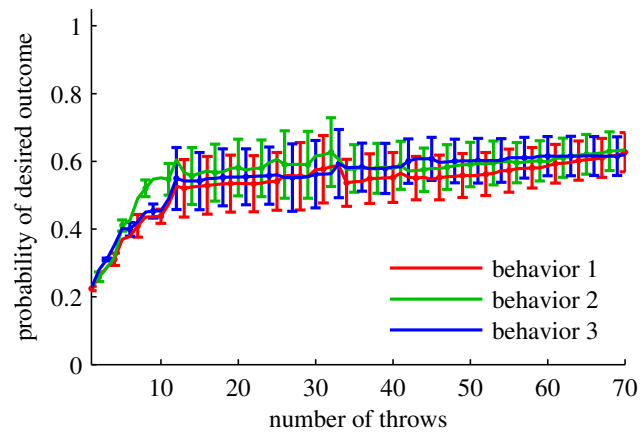 1
0.8
0.6
0.4
0.2
0
probability of desired outcome
behavior 1
behavior 2
behavior 3
10 20 30 40 50 60 70
number of throws